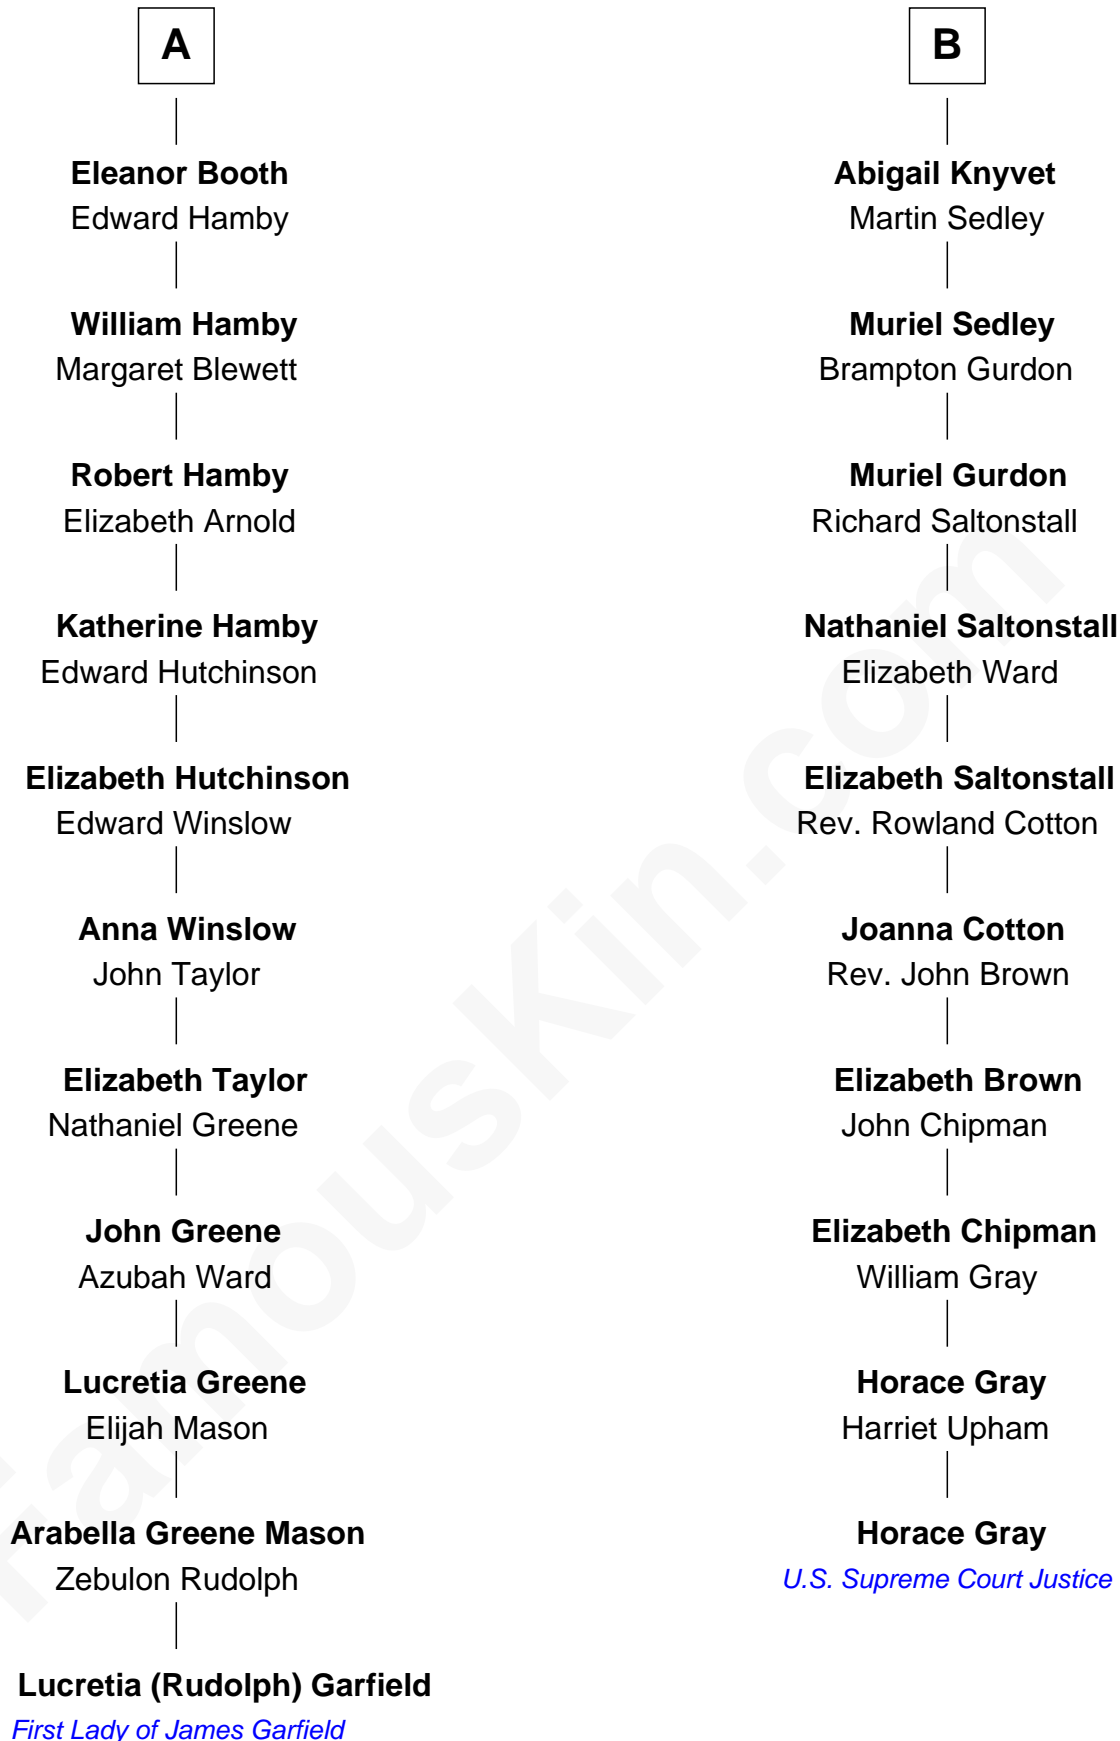 A
Eleanor Booth
Edward Hamby
William Hamby
Margaret Blewett
Robert Hamby
Elizabeth Arnold
Katherine Hamby
Edward Hutchinson
Elizabeth Hutchinson
Edward Winslow
Anna Winslow
John Taylor
Elizabeth Taylor
Nathaniel Greene
John Greene
Azubah Ward
Lucretia Greene
Elijah Mason
Arabella Greene Mason
Zebulon Rudolph
Lucretia (Rudolph) Garfield
First Lady of James Garfield
B
Abigail Knyvet
Martin Sedley
Muriel Sedley
Brampton Gurdon
Muriel Gurdon
Richard Saltonstall
Nathaniel Saltonstall
Elizabeth Ward
Elizabeth Saltonstall
Rev. Rowland Cotton
Joanna Cotton
Rev. John Brown
Elizabeth Brown
John Chipman
Elizabeth Chipman
William Gray
Horace Gray
Harriet Upham
Horace Gray
U.S. Supreme Court Justice
FamousKin.com